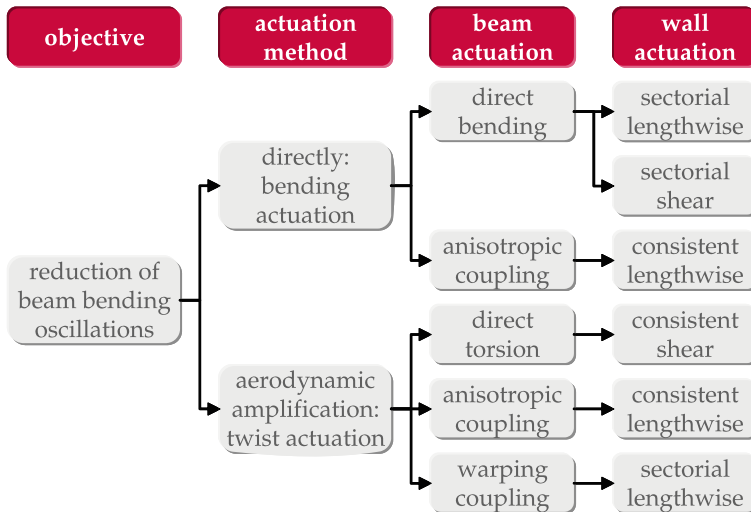 objective
actuation
method
beam
actuation
wall
actuation
reduction of
beam bending
oscillations
directly:
bending
actuation
direct
bending
sectorial
lengthwise
sectorial
shear
anisotropic
coupling
consistent
lengthwise
aerodynamic
amplification:
twist actuation
direct
torsion
consistent
shear
anisotropic
coupling
consistent
lengthwise
warping
coupling
sectorial
lengthwise